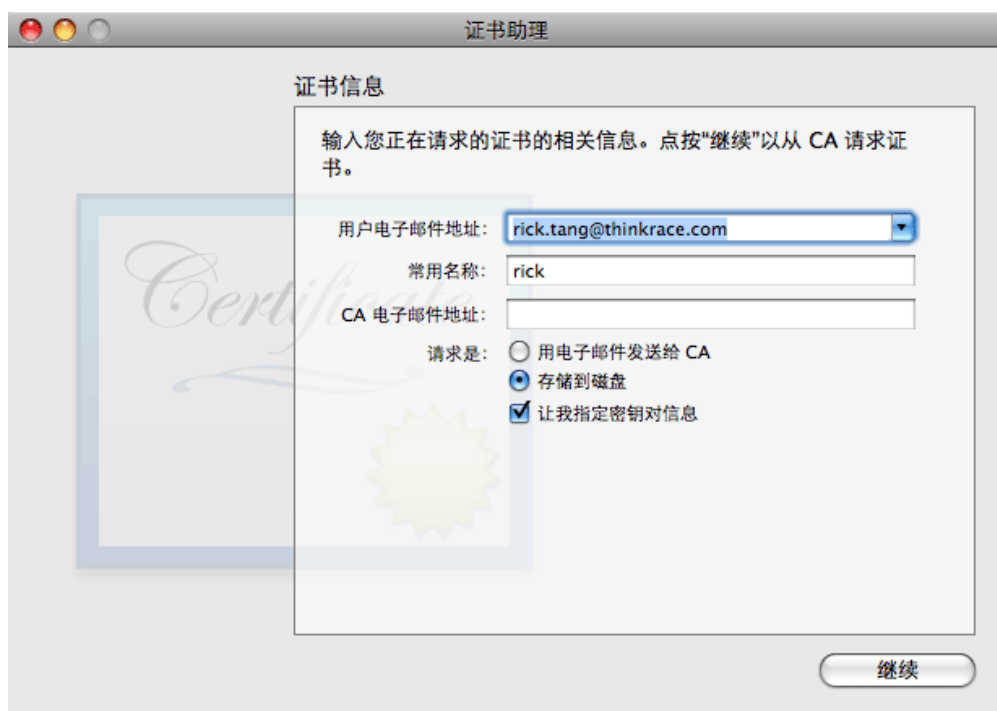 证书助理
证书信息
输入您正在请求的证书的相关信息。点按“继续”以从 CA 请求证
书。
用户电子邮件地址: rick.tang@thinkrace.com
常用名称: rick
CA 电子邮件地址:
请求是: 用电子邮件发送给 CA
存储到磁盘
让我指定密钥对信息
Certificate
继续